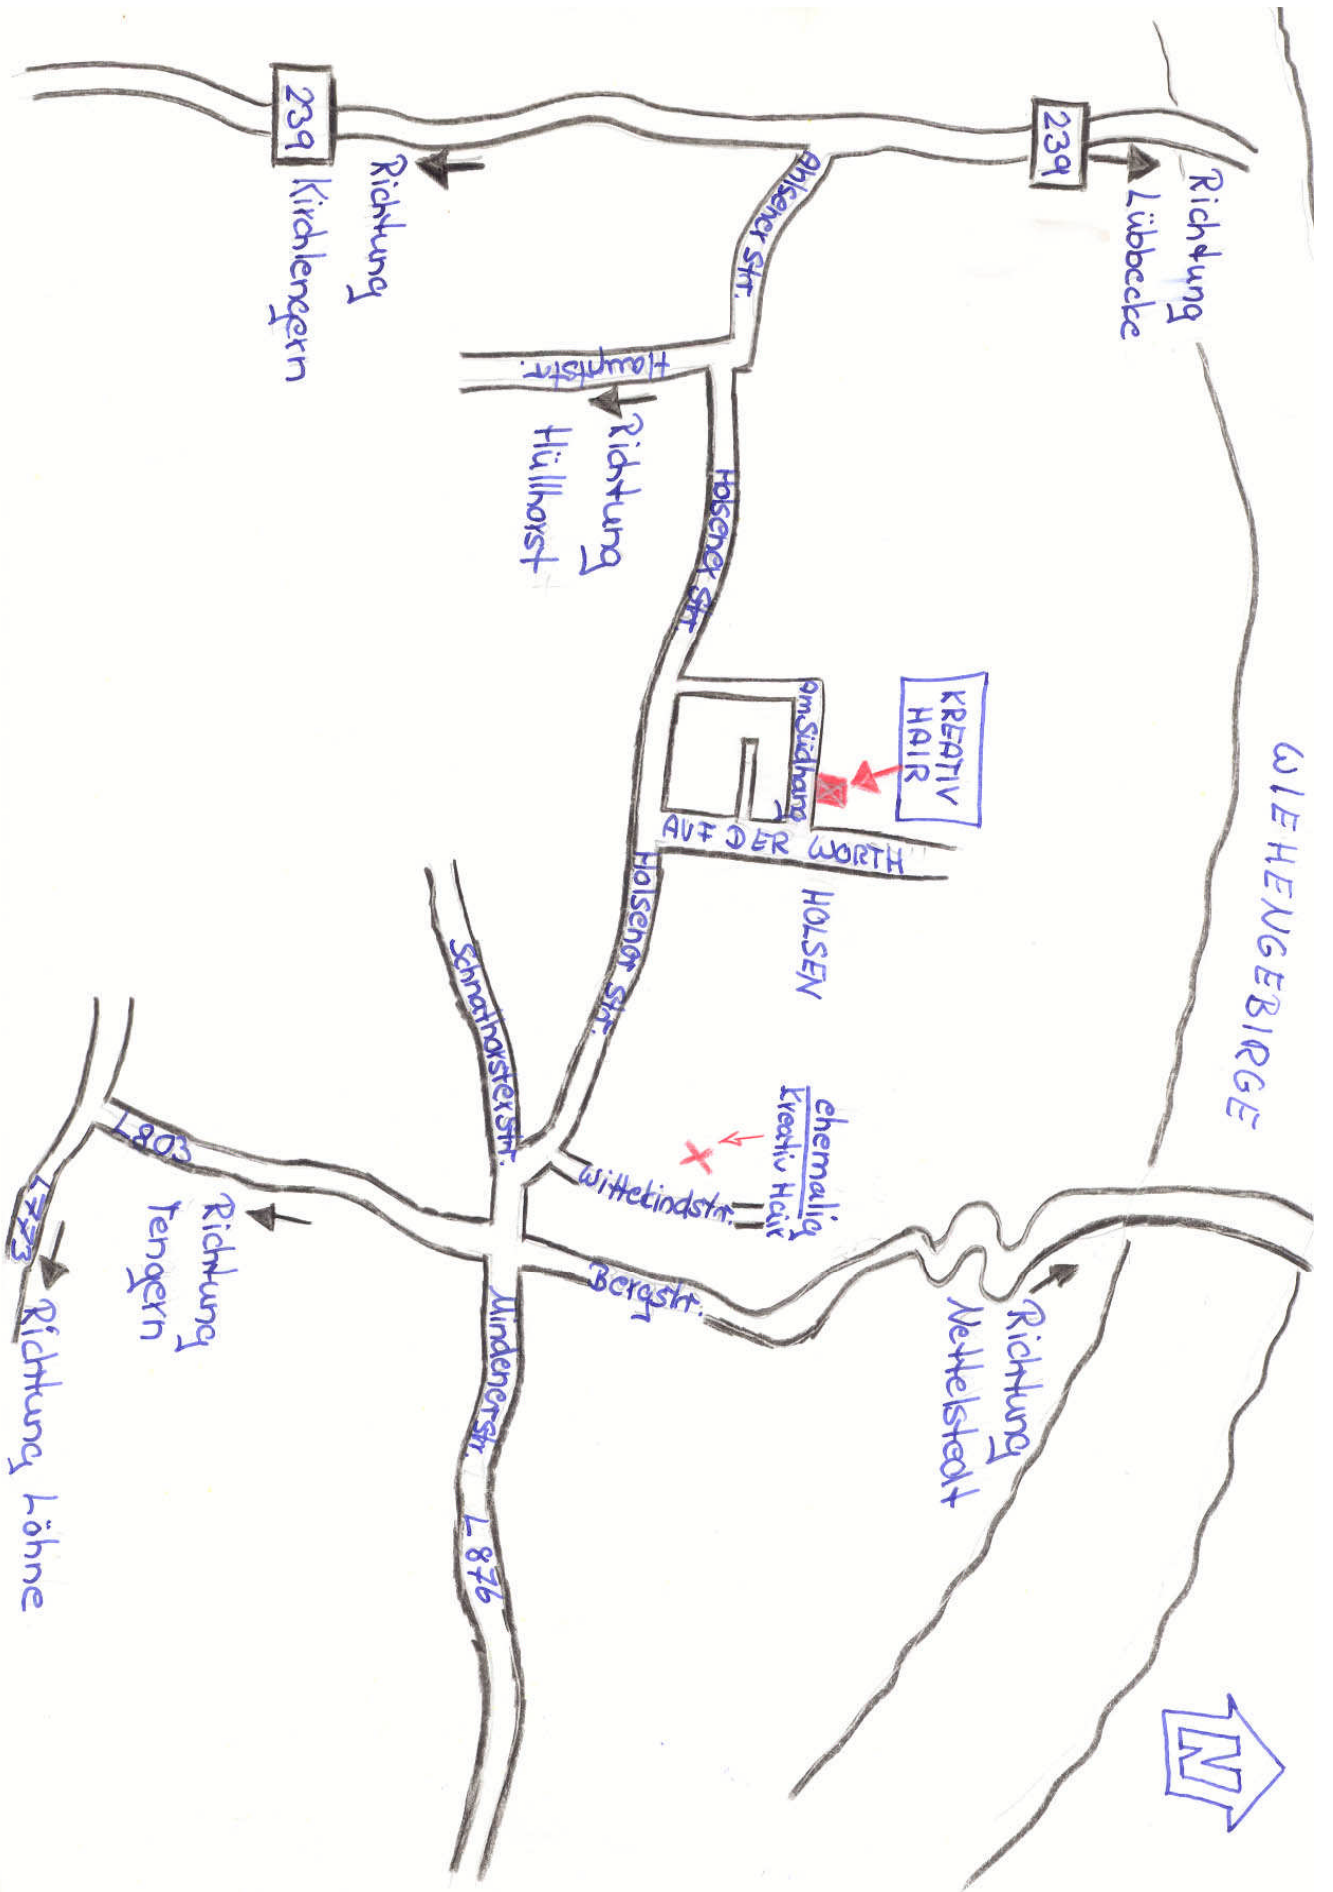 WIEHENGEBIRGE
N
Richtung
Lübbecke
239
KREATIV
HAIR
Richtung
Nettelstedt
HOLSEN
Am Südhang
AUF DER WORTH
ehemalig
Kreativ Hair
Ahlsener Str.
Holsener Str
Holsener Str.
Wittekindstr.
Bergstr.
Hauptstr.
Richtung
Hüllhorst
Schnathorsterstr.
Mindenerstr.
L876
Richtung
239 Kirchlengern
L803
Richtung
Tengern
L773
Richtung Löhne